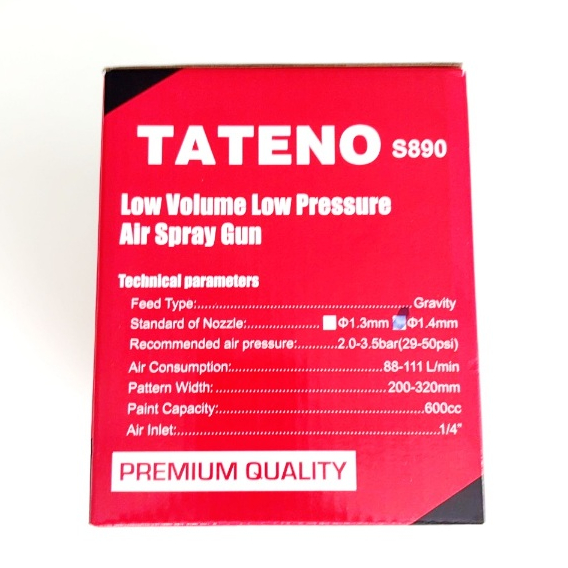 TATENO S890
Low Volume Low Pressure
Air Spray Gun
Technical parameters
Feed Type:..........................................................Gravity
Standard of Nozzle:.................... Φ1.3mm Φ1.4mm
Recommended air pressure:...........2.0-3.5bar(29-50psi)
Air Consumption:..........................................88-111 L/min
Pattern Width:..............................................200-320mm
Paint Capacity:........................................................600cc
Air Inlet:.......................................................................1/4"
PREMIUM QUALITY